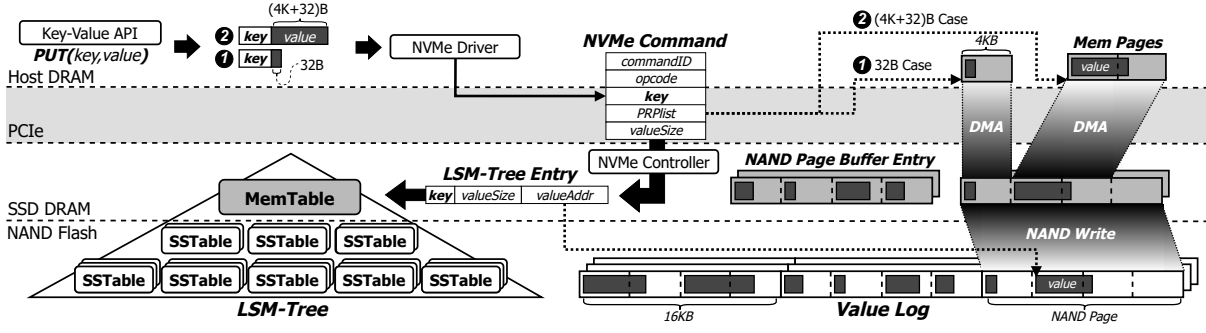 (4K+32)B
Key-Value API
PUT(key,value)
❷ key value
❶ key
32B
NVMe Driver
NVMe Command
commandID
opcode
key
PRPlist
valueSize
❷ (4K+32)B Case
❶ 32B Case
4KB
Mem Pages
value
Host DRAM
PCIe
DMA
DMA
NVMe Controller
LSM-Tree Entry
key valueSize valueAddr
NAND Page Buffer Entry
MemTable
SSD DRAM
NAND Flash
NAND Write
SSTable SSTable SSTable
SSTable SSTable SSTable SSTable SSTable
LSM-Tree
value
16KB
Value Log
NAND Page